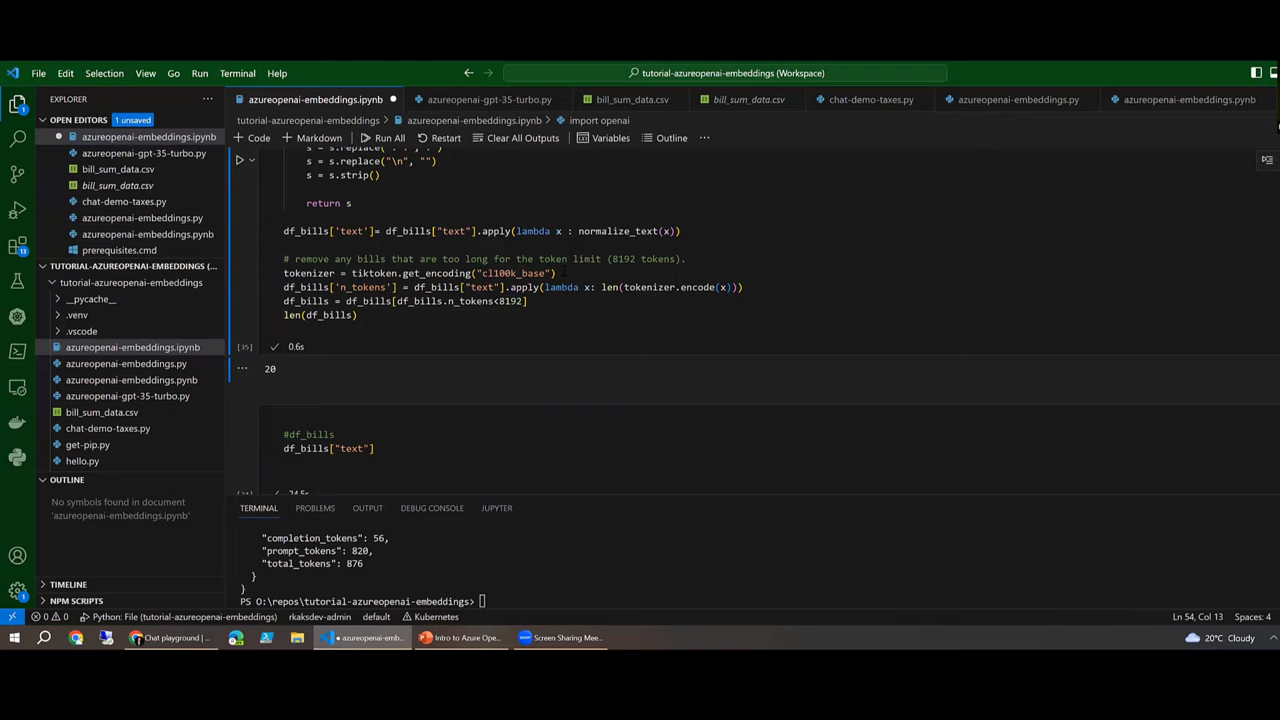 File Edit Selection View Go Run Terminal Help
tutorial-azureopenai-embeddings (Workspace)
EXPLORER
azureopenai-embeddings.ipynb
azureopenai-gpt-35-turbo.py
bill_sum_data.csv
bill_sum_data.csv
chat-demo-taxes.py
azureopenai-embeddings.py
azureopenai-embeddings.pynb
OPEN EDITORS 1 unsaved
azureopenai-embeddings.ipynb
azureopenai-gpt-35-turbo.py
bill_sum_data.csv
bill_sum_data.csv
chat-demo-taxes.py
azureopenai-embeddings.py
azureopenai-embeddings.pynb
prerequisites.cmd
TUTORIAL-AZUREOPENAI-EMBEDDINGS (...
tutorial-azureopenai-embeddings
__pycache__
.venv
.vscode
azureopenai-embeddings.ipynb
azureopenai-embeddings.py
azureopenai-embeddings.pynb
azureopenai-gpt-35-turbo.py
bill_sum_data.csv
chat-demo-taxes.py
get-pip.py
hello.py
OUTLINE
No symbols found in document
'azureopenai-embeddings.ipynb'
TIMELINE
NPM SCRIPTS
tutorial-azureopenai-embeddings > azureopenai-embeddings.ipynb > import openai
+ Code + Markdown Run All Restart Clear All Outputs Variables Outline ...
s = s.replace("\n", "")
s = s.strip()
return s
df_bills['text']= df_bills["text"].apply(lambda x : normalize_text(x))
# remove any bills that are too long for the token limit (8192 tokens).
tokenizer = tiktoken.get_encoding("cl100k_base")
df_bills['n_tokens'] = df_bills["text"].apply(lambda x: len(tokenizer.encode(x)))
df_bills = df_bills[df_bills.n_tokens<8192]
len(df_bills)
[35] 0.6s
... 20
#df_bills
df_bills["text"]
TERMINAL PROBLEMS OUTPUT DEBUG CONSOLE JUPYTER
"completion_tokens": 56,
"prompt_tokens": 820,
"total_tokens": 876
}
}
PS O:\repos\tutorial-azureopenai-embeddings>
0 0 Python: File (tutorial-azureopenai-embeddings) rkaksdev-admin default Kubernetes Ln 54, Col 13 Spaces: 4
Chat playground | ... azureopenai-emb... Intro to Azure Ope... Screen Sharing Mee... 20°C Cloudy